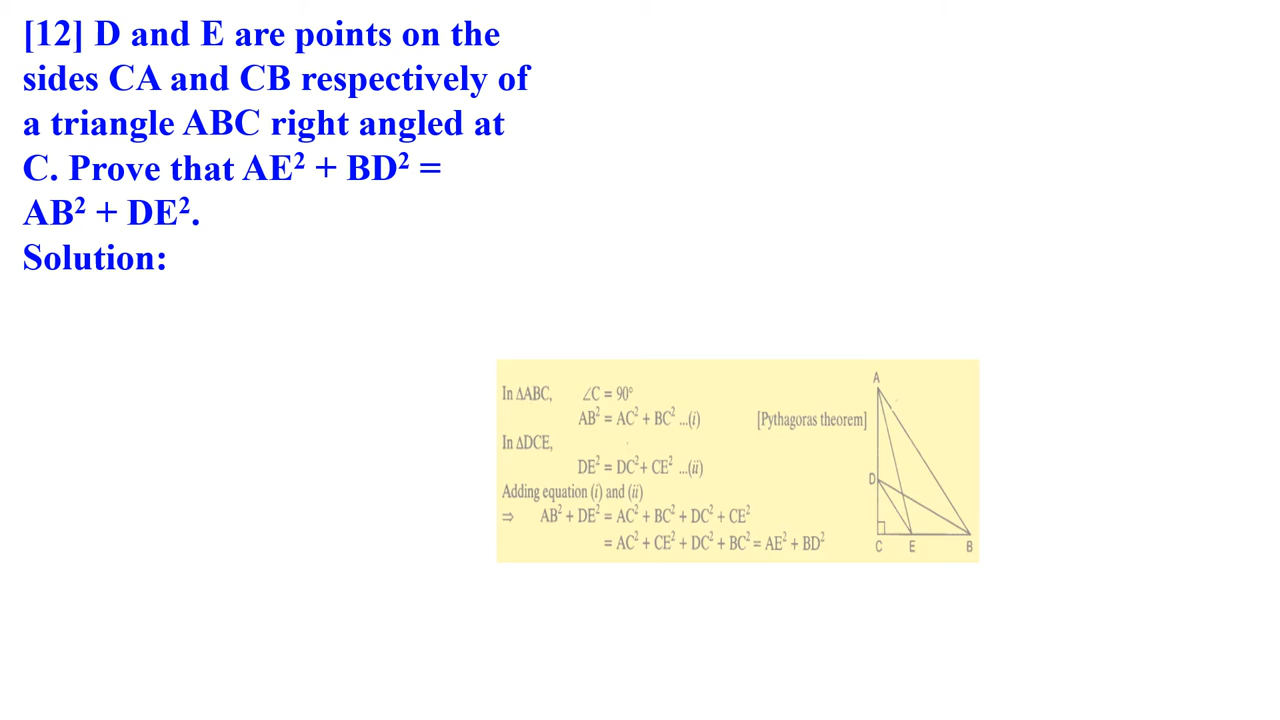 [12] D and E are points on the
sides CA and CB respectively of
a triangle ABC right angled at
C. Prove that AE² + BD² =
AB² + DE².
Solution:
In ΔABC, ∠C = 90°
AB² = AC² + BC² ...(i) [Pythagoras theorem]
In ΔDCE,
DE² = DC² + CE² ...(ii)
Adding equation (i) and (ii)
⇒ AB² + DE² = AC² + BC² + DC² + CE²
= AC² + CE² + DC² + BC² = AE² + BD²
A
D
C E B